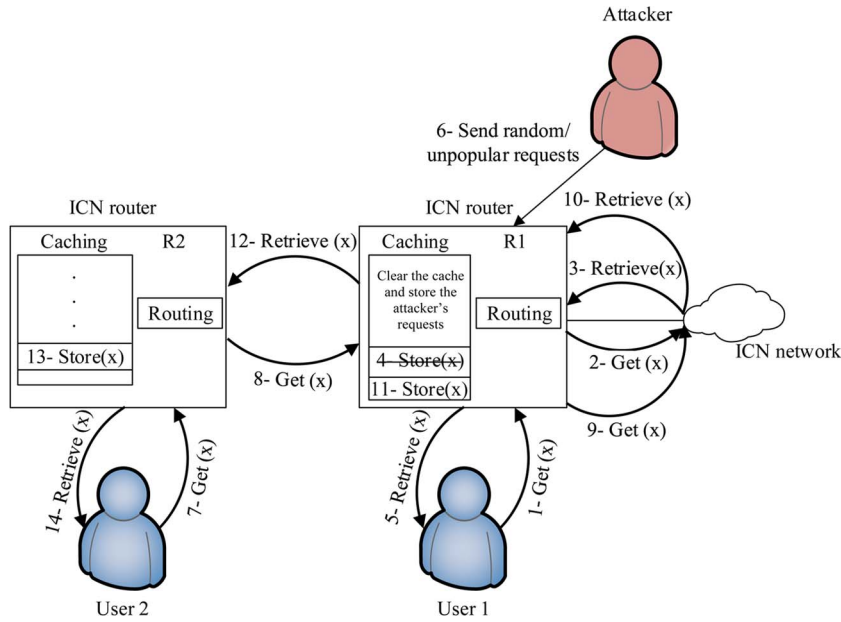 Attacker
6- Send random/
unpopular requests
ICN router
ICN router
10- Retrieve (x)
Caching
R2
12- Retrieve (x)
Caching
R1
3- Retrieve(x)
Clear the cache
and store the
attacker's
requests
Routing
Routing
ICN network
13- Store(x)
4- Store(x)
2- Get (x)
8- Get (x)
11- Store(x)
9- Get (x)
14- Retrieve (x)
7- Get (x)
5- Retrieve (x)
1- Get (x)
User 2
User 1